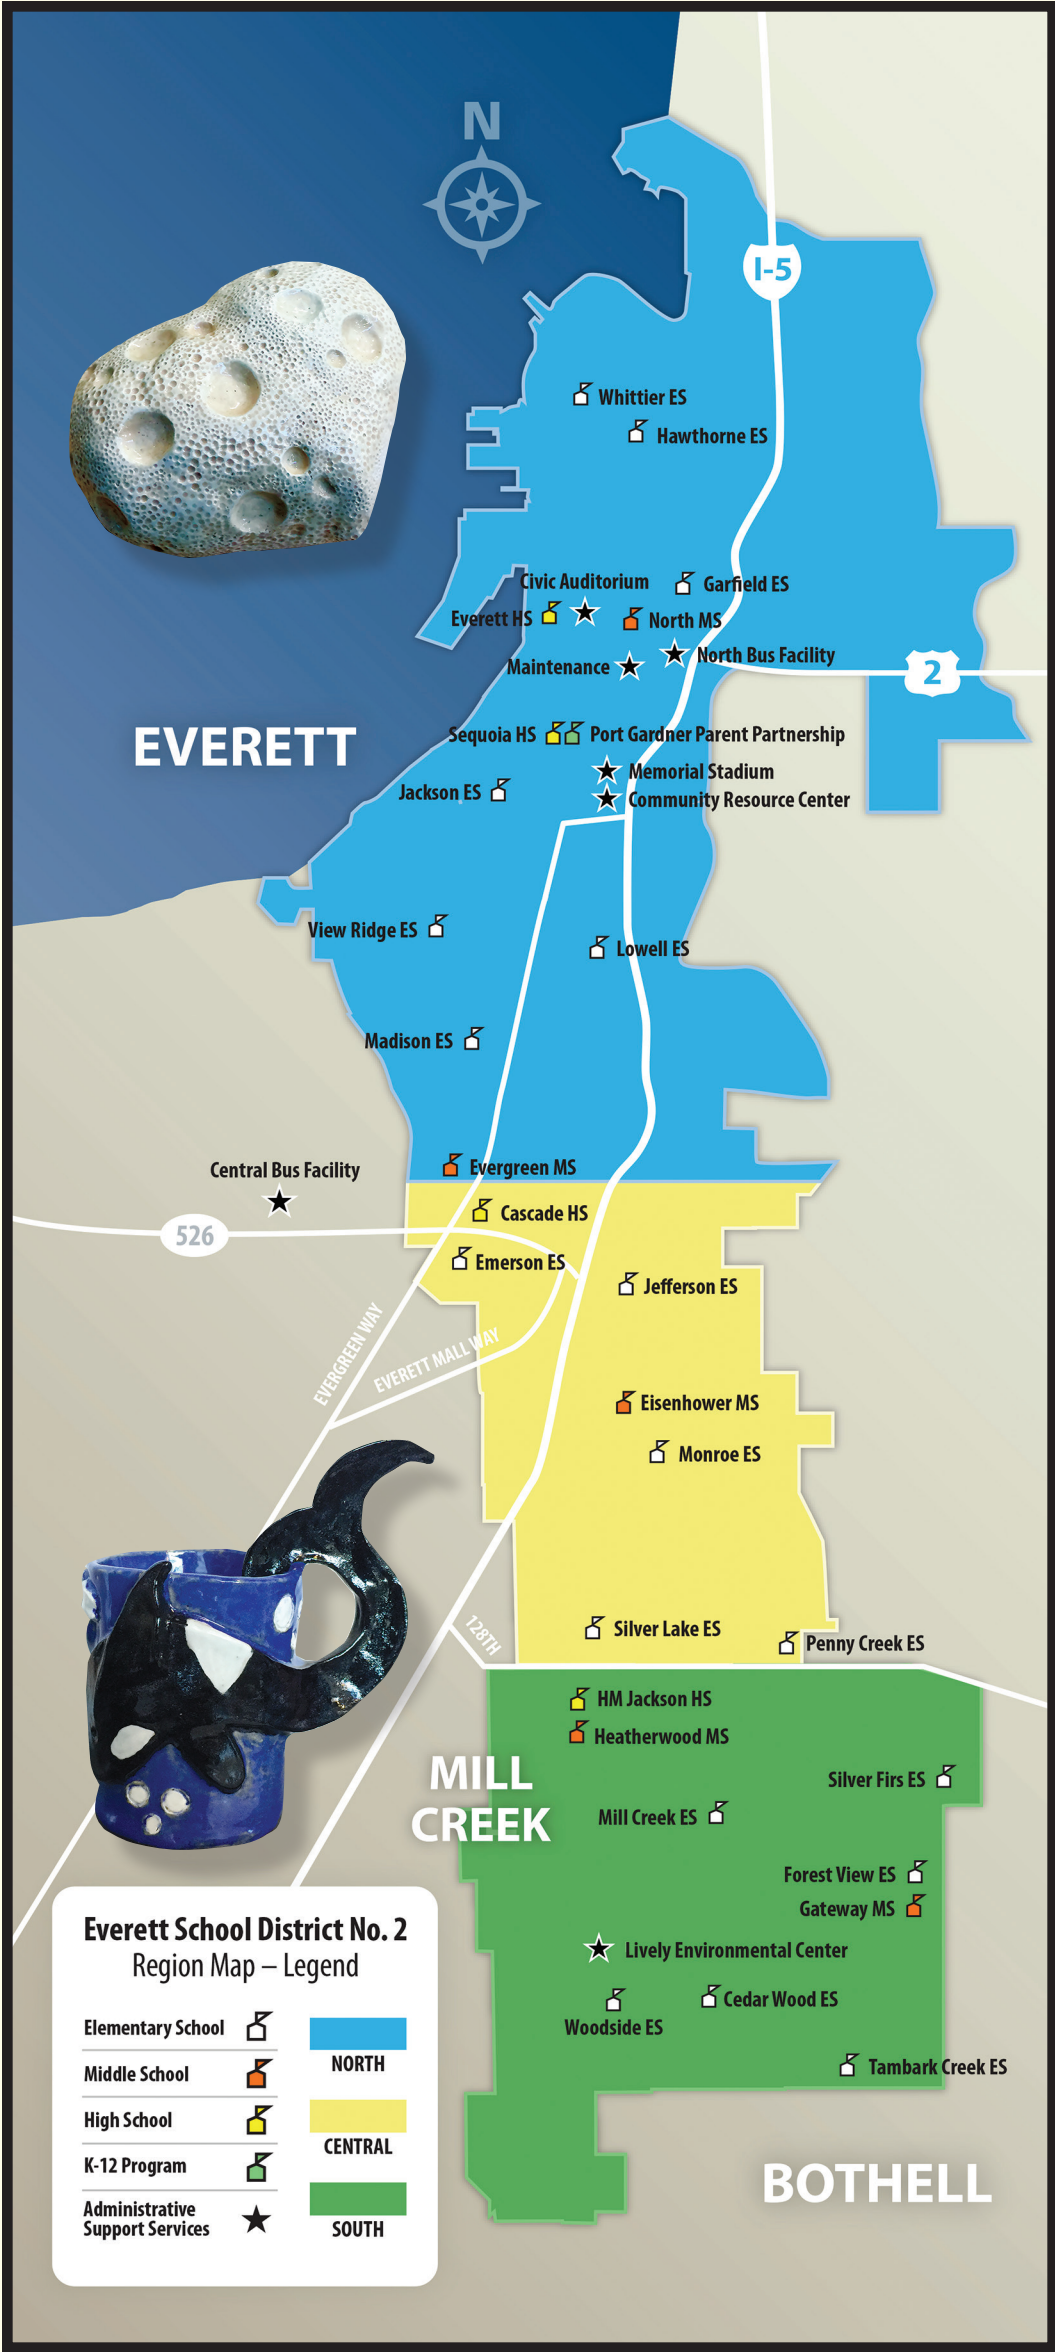 N
I-5
Whittier ES
Hawthorne ES
Civic Auditorium
Garfield ES
Everett HS
North MS
North Bus Facility
Maintenance
2
EVERETT
Sequoia HS
Port Gardner Parent Partnership
Memorial Stadium
Jackson ES
Community Resource Center
View Ridge ES
Lowell ES
Madison ES
Evergreen MS
Central Bus Facility
Cascade HS
526
Emerson ES
Jefferson ES
EVERGREEN WAY
EVERETT MALL WAY
Eisenhower MS
Monroe ES
Silver Lake ES
128TH
Penny Creek ES
HM Jackson HS
Heatherwood MS
MILL
CREEK
Silver Firs ES
Mill Creek ES
Forest View ES
Gateway MS
Lively Environmental Center
Cedar Wood ES
Woodside ES
Tambark Creek ES
BOTHELL
Everett School District No. 2
Region Map – Legend
Elementary School
Middle School
High School
K-12 Program
Administrative
Support Services
NORTH
CENTRAL
SOUTH